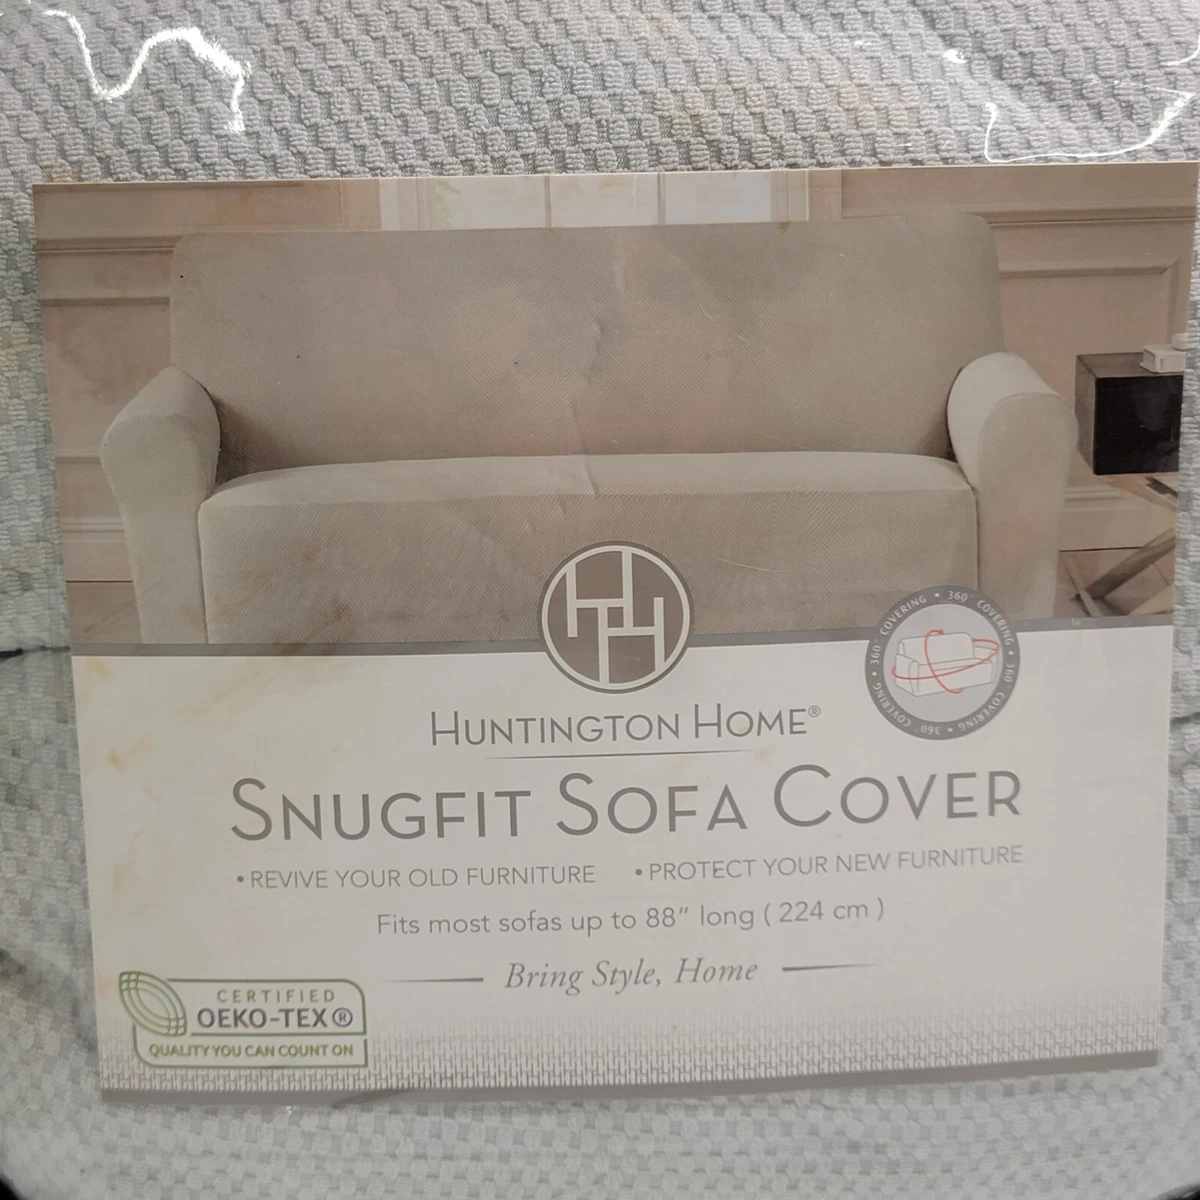 360° COVERING • 360° COVERING • 360° COVERING • 360° COVERING •
HUNTINGTON HOME®
SNUGFIT SOFA COVER
• REVIVE YOUR OLD FURNITURE • PROTECT YOUR NEW FURNITURE
Fits most sofas up to 88" long ( 224 cm )
Bring Style, Home
CERTIFIED
OEKO-TEX®
QUALITY YOU CAN COUNT ON